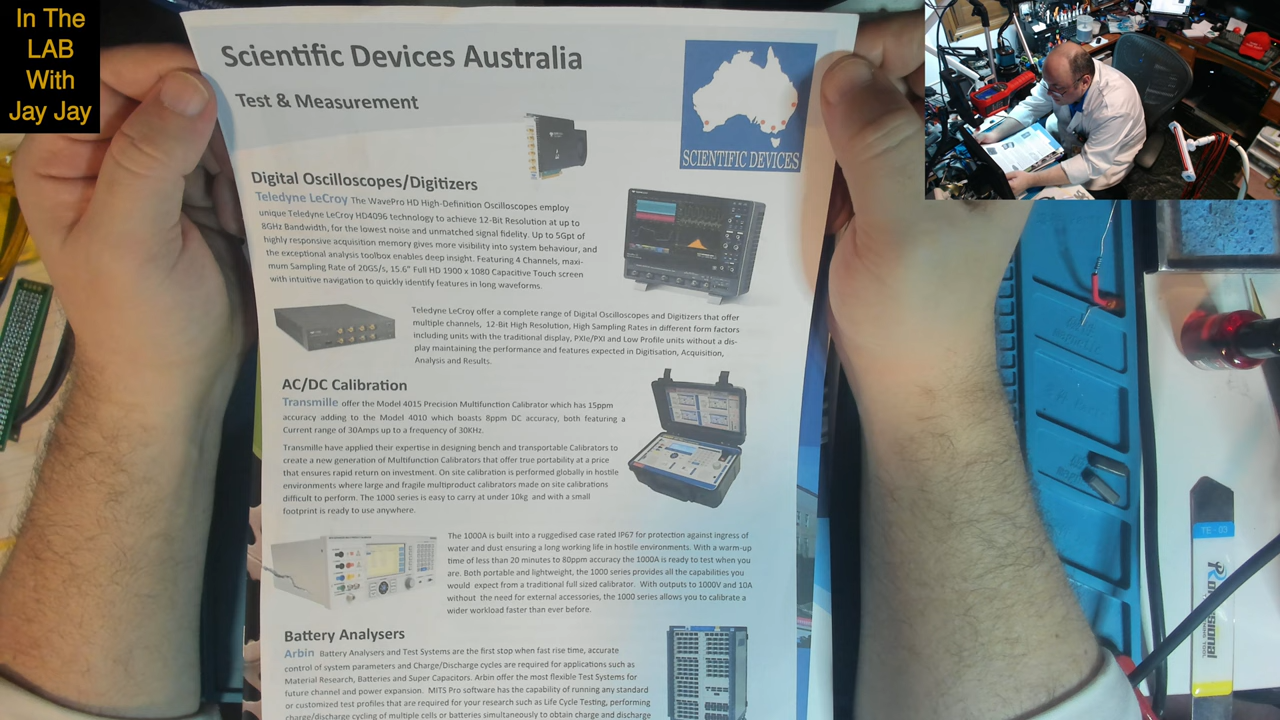 In The
LAB
With
Jay Jay
Scientific Devices Australia
Test & Measurement
SCIENTIFIC DEVICES
Digital Oscilloscopes/Digitizers
Teledyne LeCroy The WavePro HD High-Definition Oscilloscopes employ
unique Teledyne LeCroy HD4096 technology to achieve 12-Bit Resolution at up to
8GHz Bandwidth, for the lowest noise and unmatched signal fidelity. Up to 5Gpt of
highly responsive acquisition memory gives more visibility into system behaviour, and
the exceptional analysis toolbox enables deep insight. Featuring 4 Channels, maxi-
mum Sampling Rate of 20GS/s, 15.6" Full HD 1900 x 1080 Capacitive Touch screen
with intuitive navigation to quickly identify features in long waveforms.
Teledyne LeCroy offer a complete range of Digital Oscilloscopes and Digitizers that offer
multiple channels, 12-Bit High Resolution, High Sampling Rates in different form factors
including units with the traditional display, PXIe/PXI and Low Profile units without a dis-
play maintaining the performance and features expected in Digitisation, Acquisition,
Analysis and Results.
AC/DC Calibration
Transmille offer the Model 4015 Precision Multifunction Calibrator which has 15ppm
accuracy adding to the Model 4010 which boasts 8ppm DC accuracy, both featuring a
Current range of 30Amps up to a frequency of 30KHz.
Transmille have applied their expertise in designing bench and transportable Calibrators to
create a new generation of Multifunction Calibrators that offer true portability at a price
that ensures rapid return on investment. On site calibration is performed globally in hostile
environments where large and fragile multiproduct calibrators made on site calibrations
difficult to perform. The 1000 series is easy to carry at under 10kg and with a small
footprint is ready to use anywhere.
The 1000A is built into a ruggedised case rated IP67 for protection against ingress of
water and dust ensuring a long working life in hostile environments. With a warm-up
time of less than 20 minutes to 80ppm accuracy the 1000A is ready to test when you
are. Both portable and lightweight, the 1000 series provides all the capabilities you
would expect from a traditional full sized calibrator. With outputs to 1000V and 10A
without the need for external accessories, the 1000 series allows you to calibrate a
wider workload faster than ever before.
Battery Analysers
Arbin Battery Analysers and Test Systems are the first stop when fast rise time, accurate
control of system parameters and Charge/Discharge cycles are required for applications such as
Material Research, Batteries and Super Capacitors. Arbin offer the most flexible Test Systems for
future channel and power expansion. MITS Pro software has the capability of running any standard
or customized test profiles that are required for your research such as Life Cycle Testing, performing
charge/discharge cycling of multiple cells or batteries simultaneously to obtain charge and discharge
TE-03